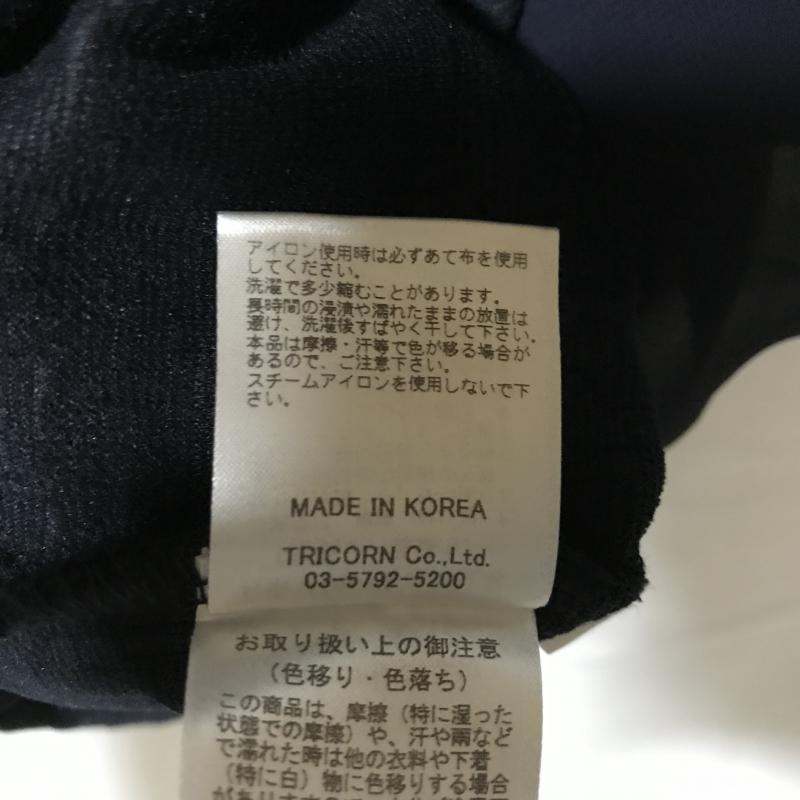 アイロン使用時は必ずあて布を使用
してください。
洗濯で多少縮むことがあります。
長時間の浸漬や濡れたままの放置は
避け、洗濯後すばやく干して下さい。
本品は摩擦・汗等で色が移る場合が
あるので、ご注意下さい。
スチームアイロンを使用しないで下
さい。
MADE IN KOREA
TRICORN Co.,Ltd.
03-5792-5200
お取り扱い上の御注意
(色移り・色落ち)
この商品は、摩擦(特に湿った
状態での摩擦)や、汗や雨など
で濡れた時は他の衣料や下着
(特に白)物に色移りする場合